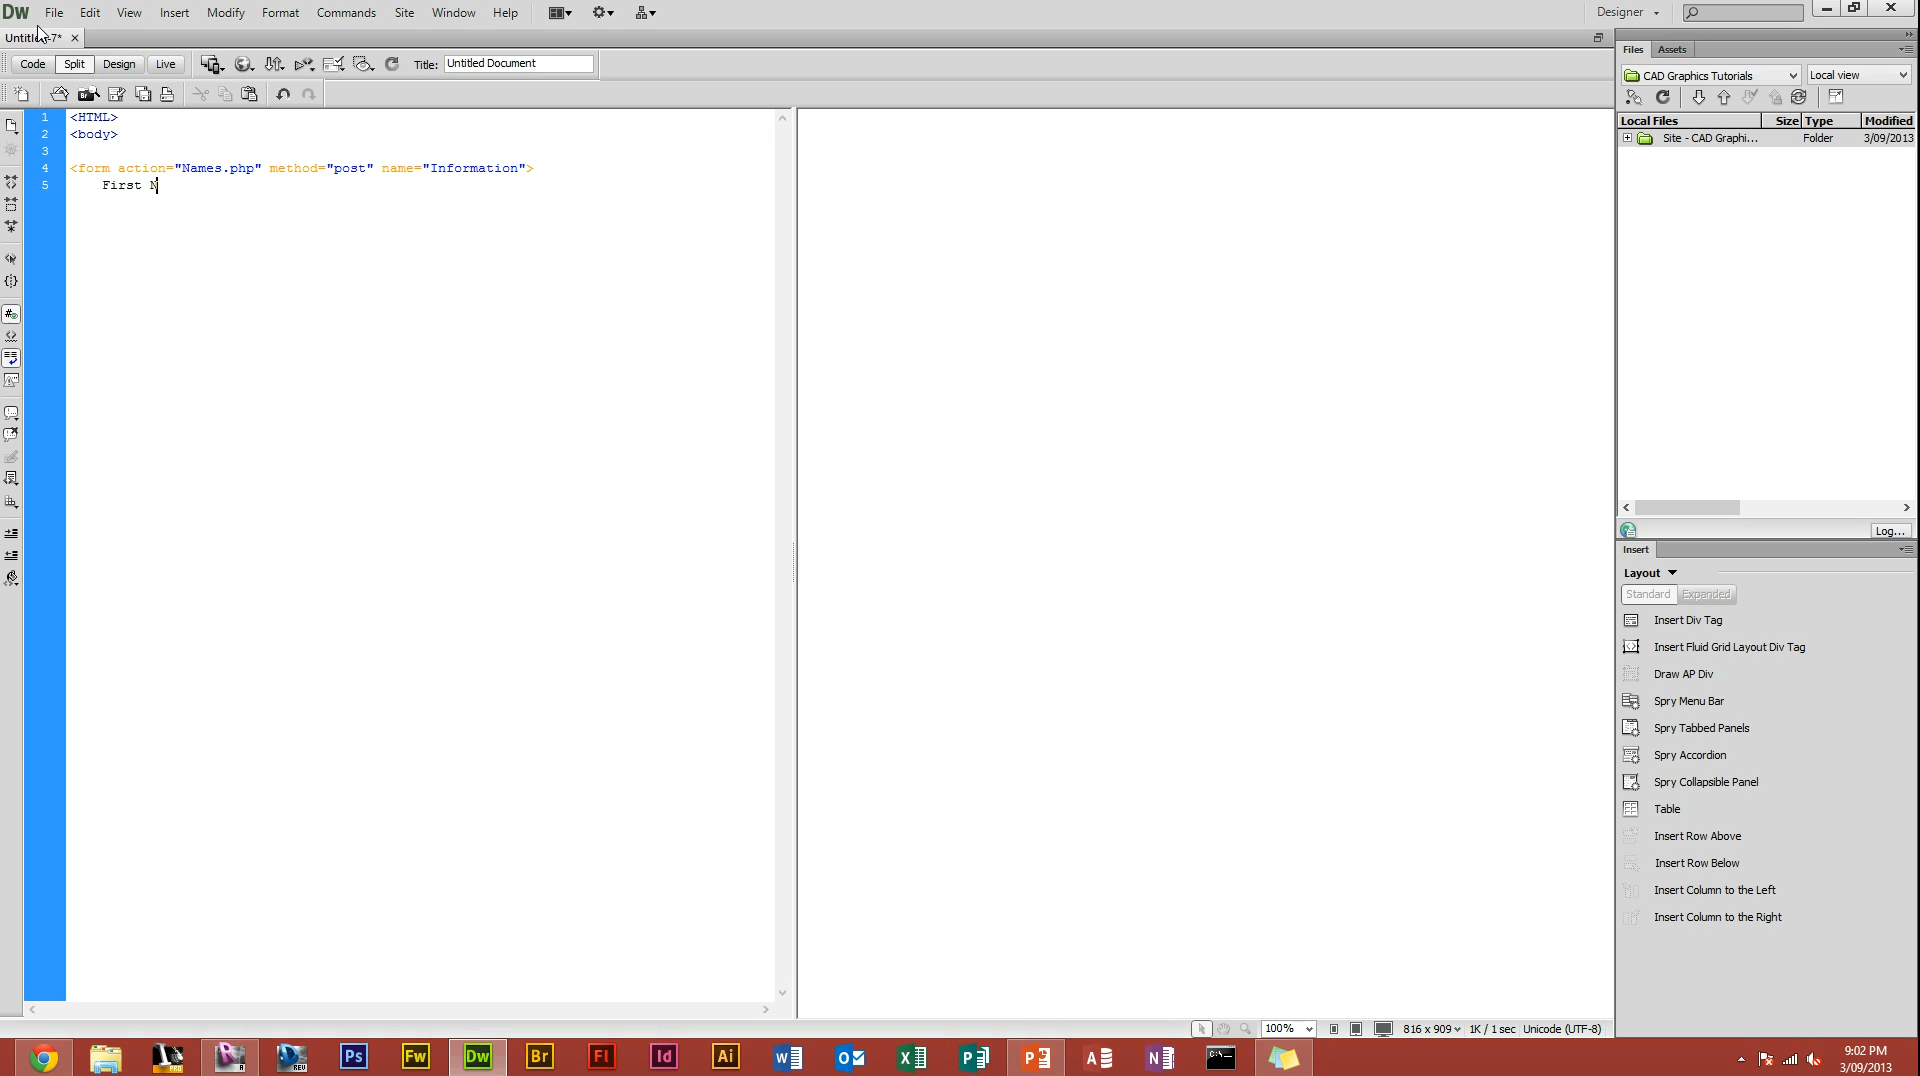 Dw File Edit View Insert Modify Format Commands Site Window Help Designer
Untitled-7* ×
Code Split Design Live Title: Untitled Document
1 <HTML>
2 <body>
3
4 <form action="Names.php" method="post" name="Information">
5 First N
Files Assets
CAD Graphics Tutorials Local view
Local Files Size Type Modified
Site - CAD Graphi... Folder 3/09/2013
Log...
Insert
Layout
Standard Expanded
Insert Div Tag
Insert Fluid Grid Layout Div Tag
Draw AP Div
Spry Menu Bar
Spry Tabbed Panels
Spry Accordion
Spry Collapsible Panel
Table
Insert Row Above
Insert Row Below
Insert Column to the Left
Insert Column to the Right
100% 816 x 909 1K / 1 sec Unicode (UTF-8)
Ps Fw Dw Br Fl Id Ai
9:02 PM
3/09/2013